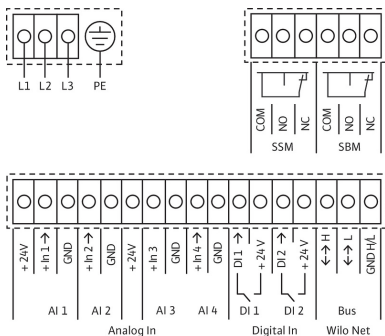 L1 L2 L3 PE
COM NO NC COM NO NC
SSM SBM
+ 24V + In 1 → GND + In 2 → GND + 24V + In 3 GND + In 4 → GND DI 1 → + 24 V DI 2 → + 24 V ↔ H ↔ L GND H/L
AI 1 AI 2 AI 3 AI 4 DI 1 DI 2 Bus
Analog In Digital In Wilo Net